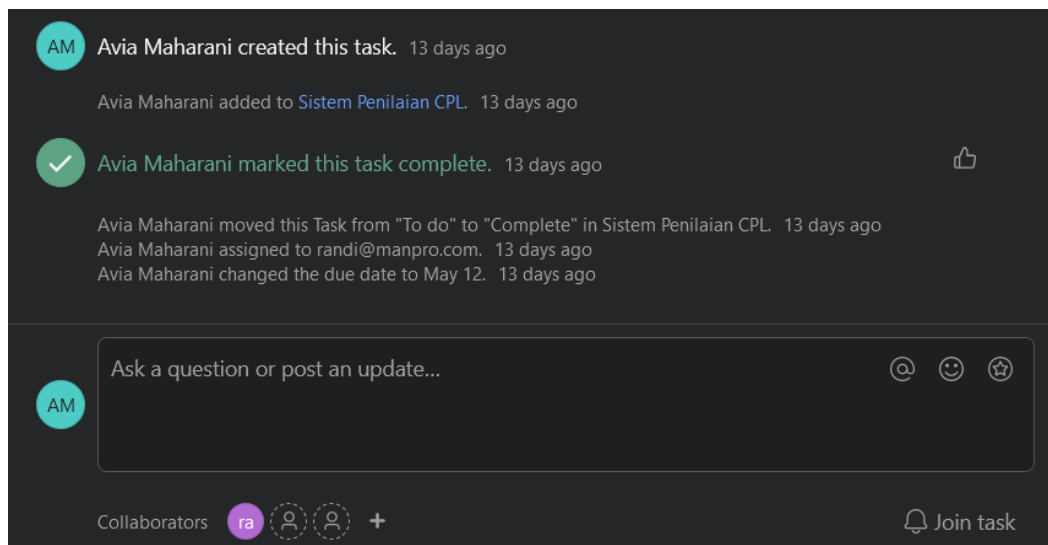 AM Avia Maharani created this task. 13 days ago
Avia Maharani added to Sistem Penilaian CPL. 13 days ago
Avia Maharani marked this task complete. 13 days ago
Avia Maharani moved this Task from "To do" to "Complete" in Sistem Penilaian CPL. 13 days ago
Avia Maharani assigned to randi@manpro.com. 13 days ago
Avia Maharani changed the due date to May 12. 13 days ago
Ask a question or post an update...
AM
Collaborators ra + Join task